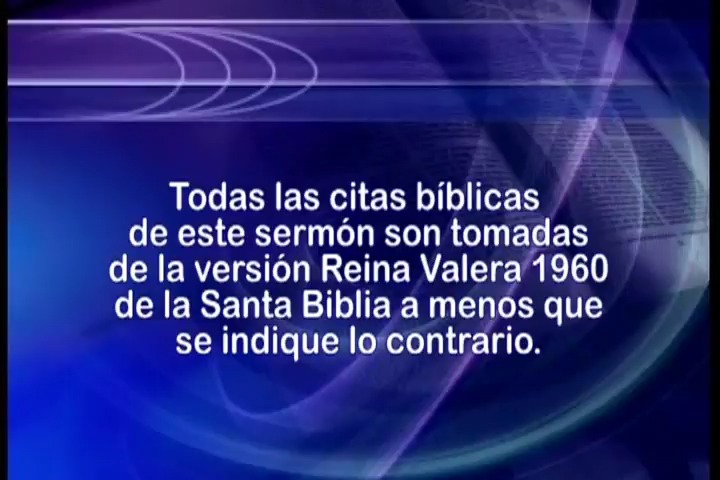 Todas las citas bíblicas
de este sermón son tomadas
de la versión Reina Valera 1960
de la Santa Biblia a menos que
se indique lo contrario.